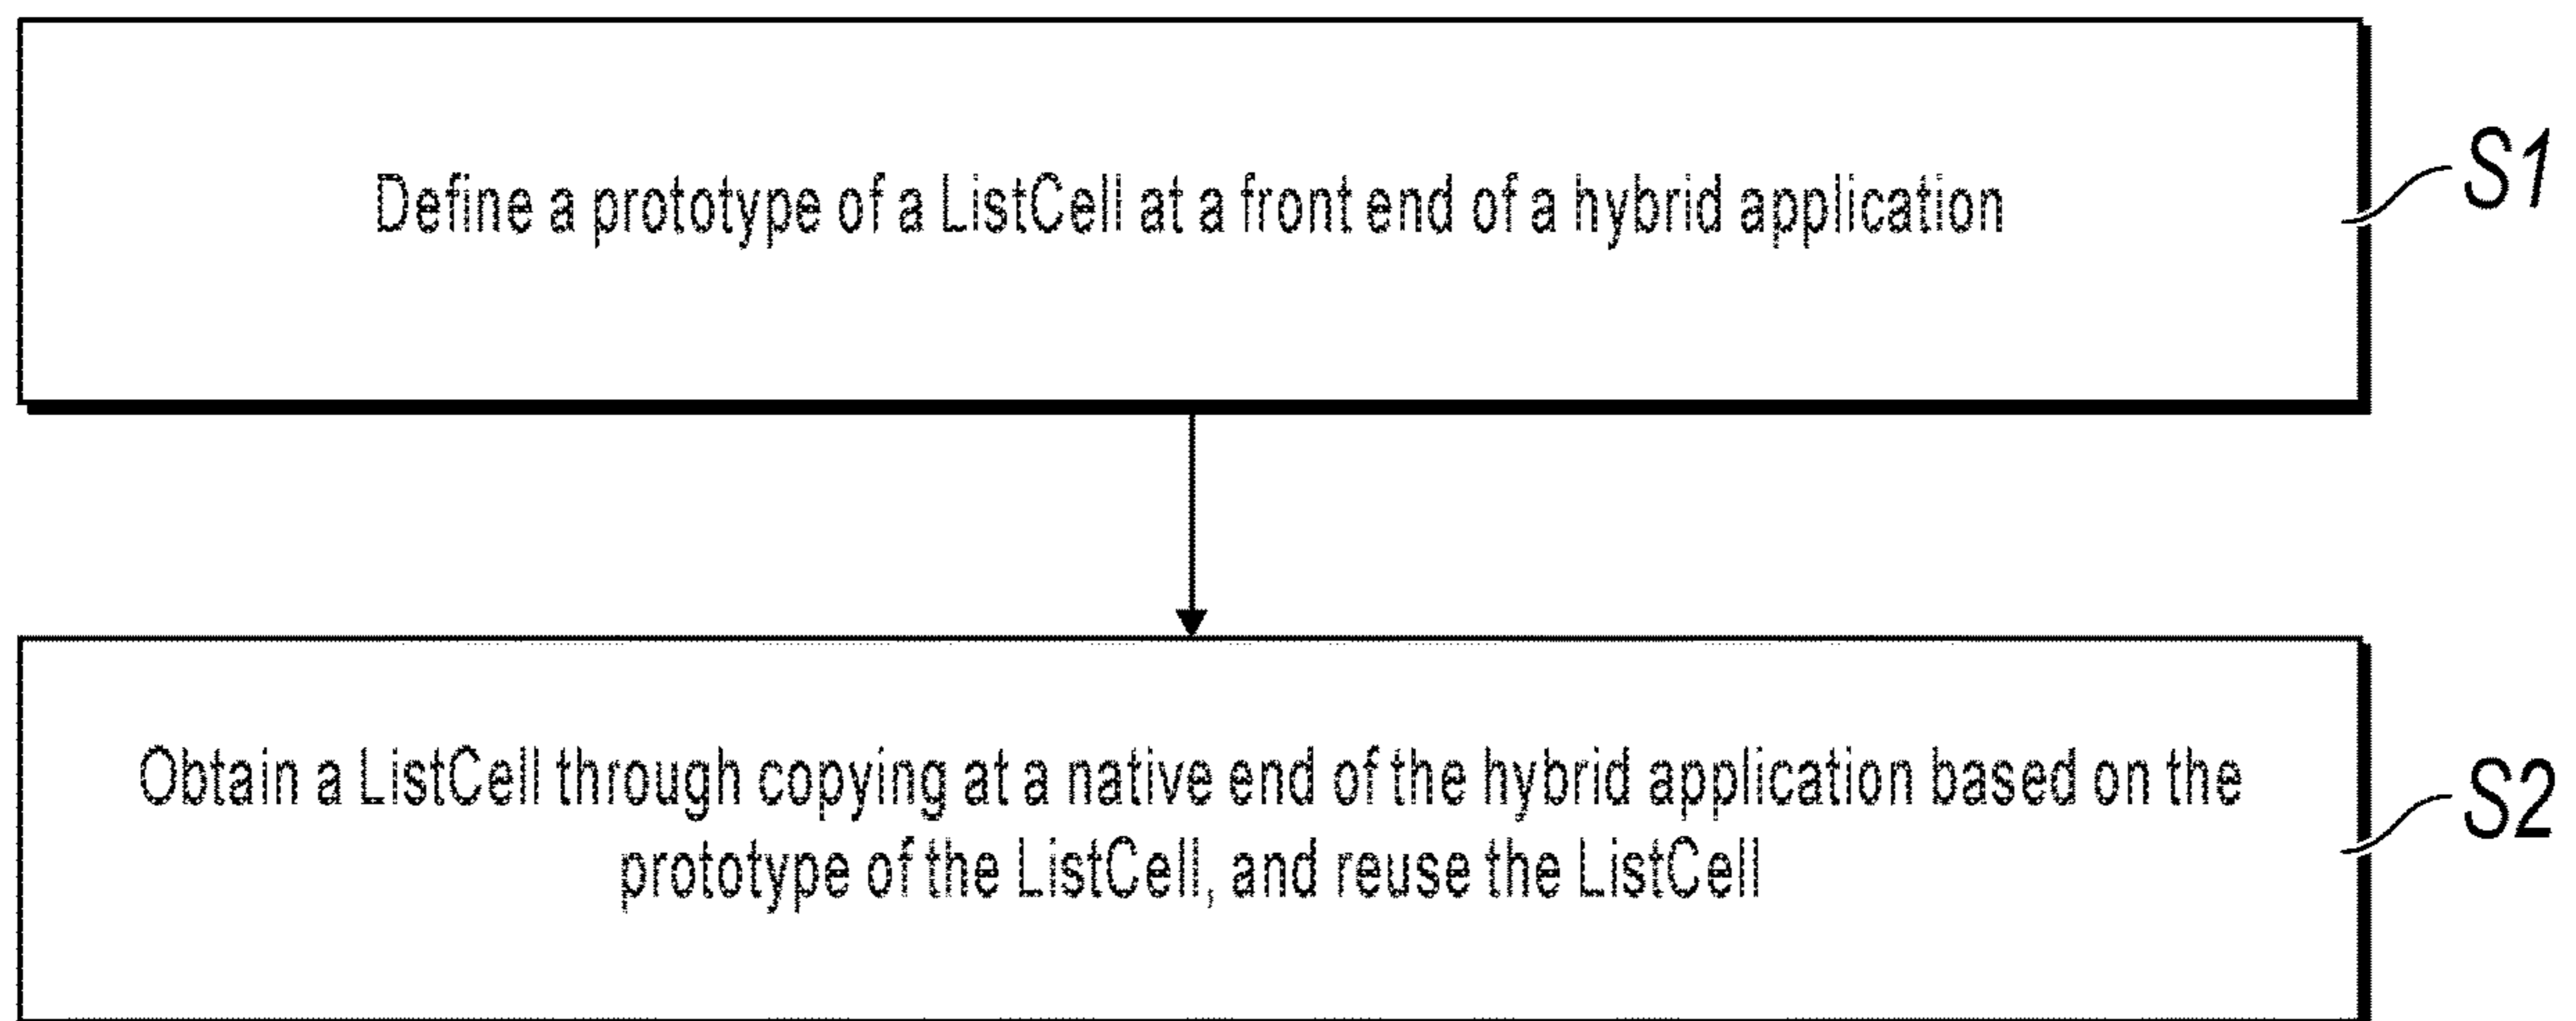 Define a prototype of a ListCell at a front end of a hybrid application
S1
Obtain a ListCell through copying at a native end of the hybrid application based on the
prototype of the ListCell, and reuse the ListCell
S2